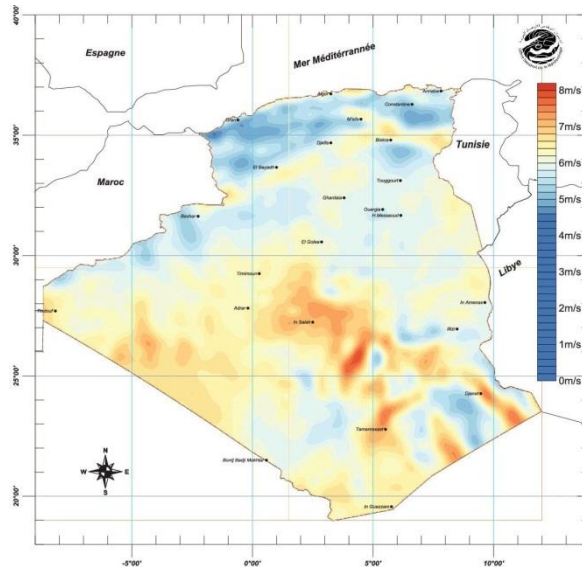 40°00'
35°00'
30°00'
25°00'
20°00'
-5°00'
0°00'
5°00'
10°00'
Espagne
Mer Méditérrannée
Maroc
Tunisie
Libye
Alger
Annaba
Constantine
Oran
M'sila
Djelfa
Biskra
El Bayadh
Touggourt
Ghardaia
Ouargla
H.Messaoud
Bechar
El Golea
Timimoun
In Amenas
Tindouf
Adrar
In Salah
Illizi
Djanet
Tamanrasset
Bordj Badji Mokhtar
In Guezzam
N
W
E
S
8m/s
7m/s
6m/s
5m/s
4m/s
3m/s
2m/s
1m/s
0m/s